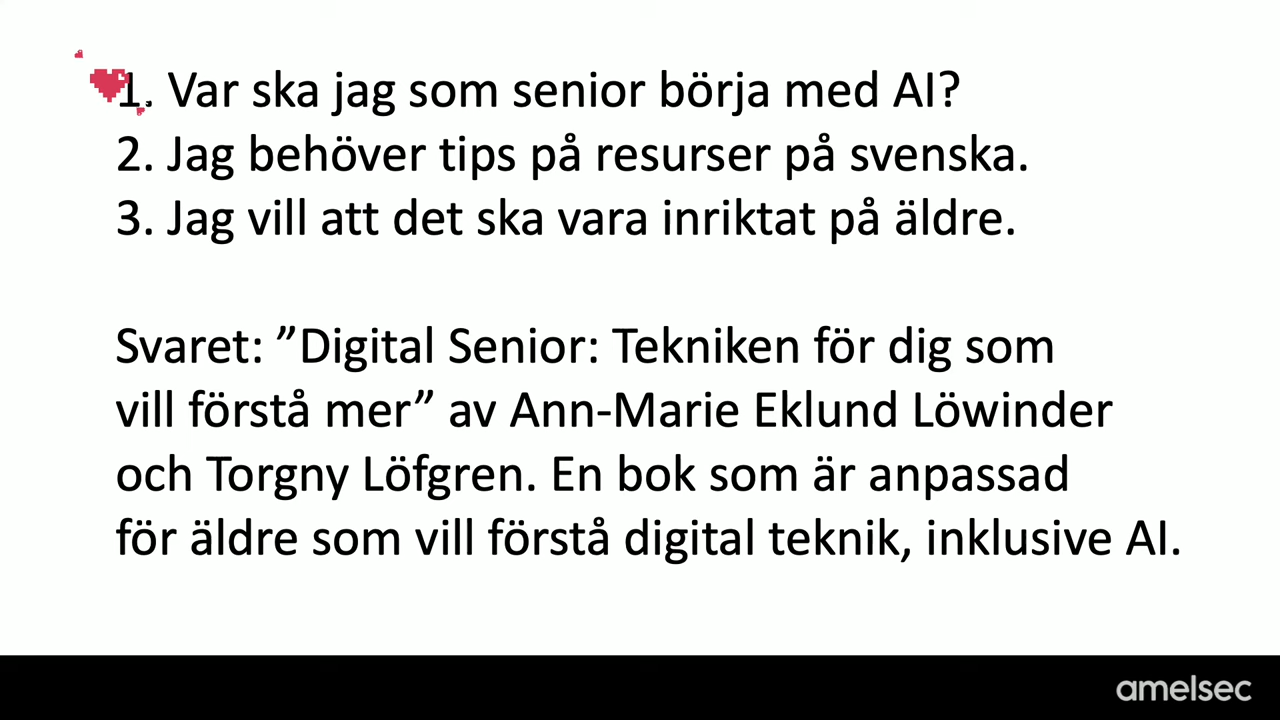 1. Var ska jag som senior börja med AI?
2. Jag behöver tips på resurser på svenska.
3. Jag vill att det ska vara inriktat på äldre.
Svaret: ”Digital Senior: Tekniken för dig som
vill förstå mer” av Ann-Marie Eklund Löwinder
och Torgny Löfgren. En bok som är anpassad
för äldre som vill förstå digital teknik, inklusive AI.
amelsec